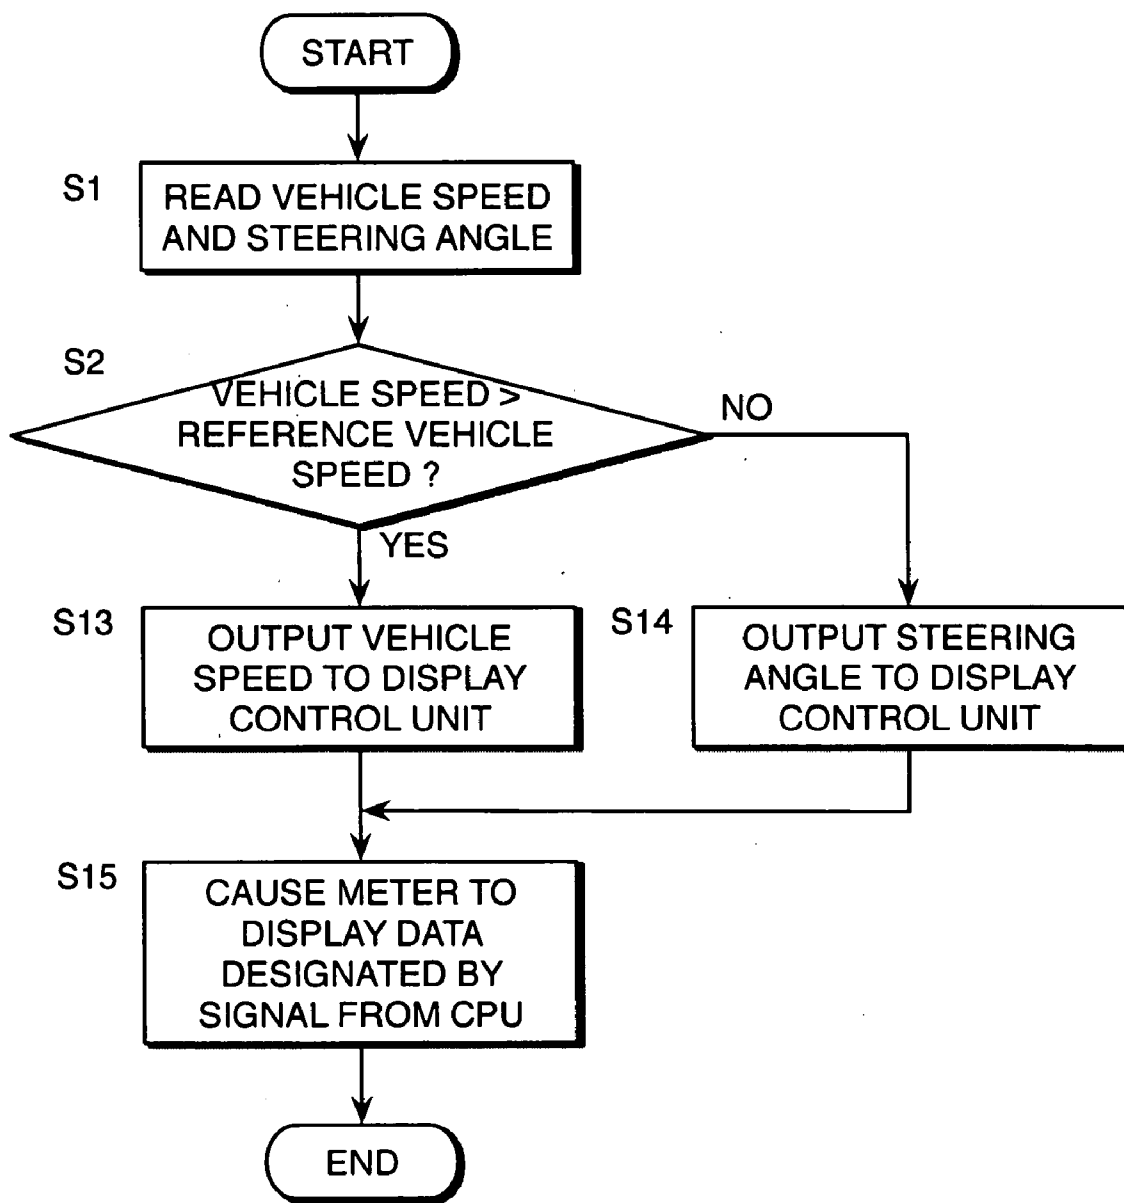 START
S1
READ VEHICLE SPEED
AND STEERING ANGLE
S2
VEHICLE SPEED >
REFERENCE VEHICLE
SPEED ?
NO
YES
S13
OUTPUT VEHICLE
SPEED TO DISPLAY
CONTROL UNIT
S14
OUTPUT STEERING
ANGLE TO DISPLAY
CONTROL UNIT
S15
CAUSE METER TO
DISPLAY DATA
DESIGNATED BY
SIGNAL FROM CPU
END